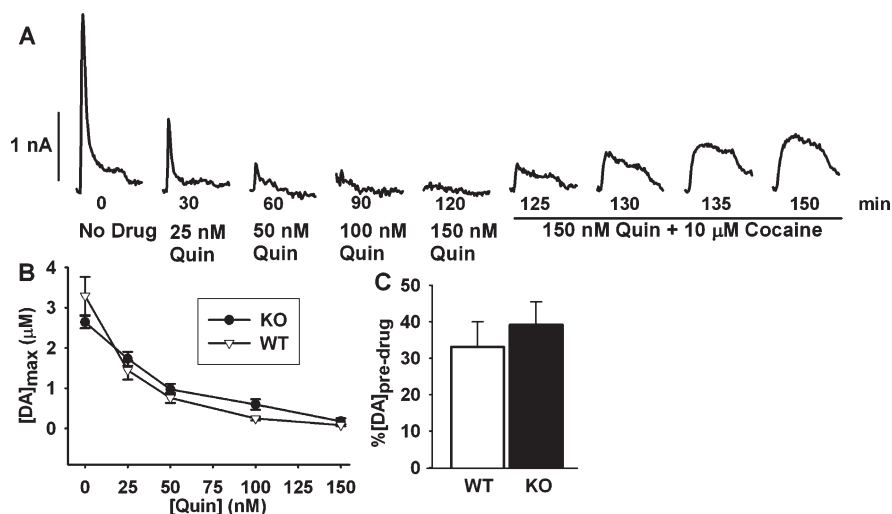 A
1 nA
0 30 60 90 120 125 130 135 150 min
No Drug 25 nM 50 nM 100 nM 150 nM 150 nM Quin + 10 μM Cocaine
Quin Quin Quin Quin
B
[DA]max (μM)
4
3
2
1
0
KO
WT
0 25 50 75 100 125 150
[Quin] (nM)
C
%[DA]pre-drug
50
40
30
20
10
0
WT KO